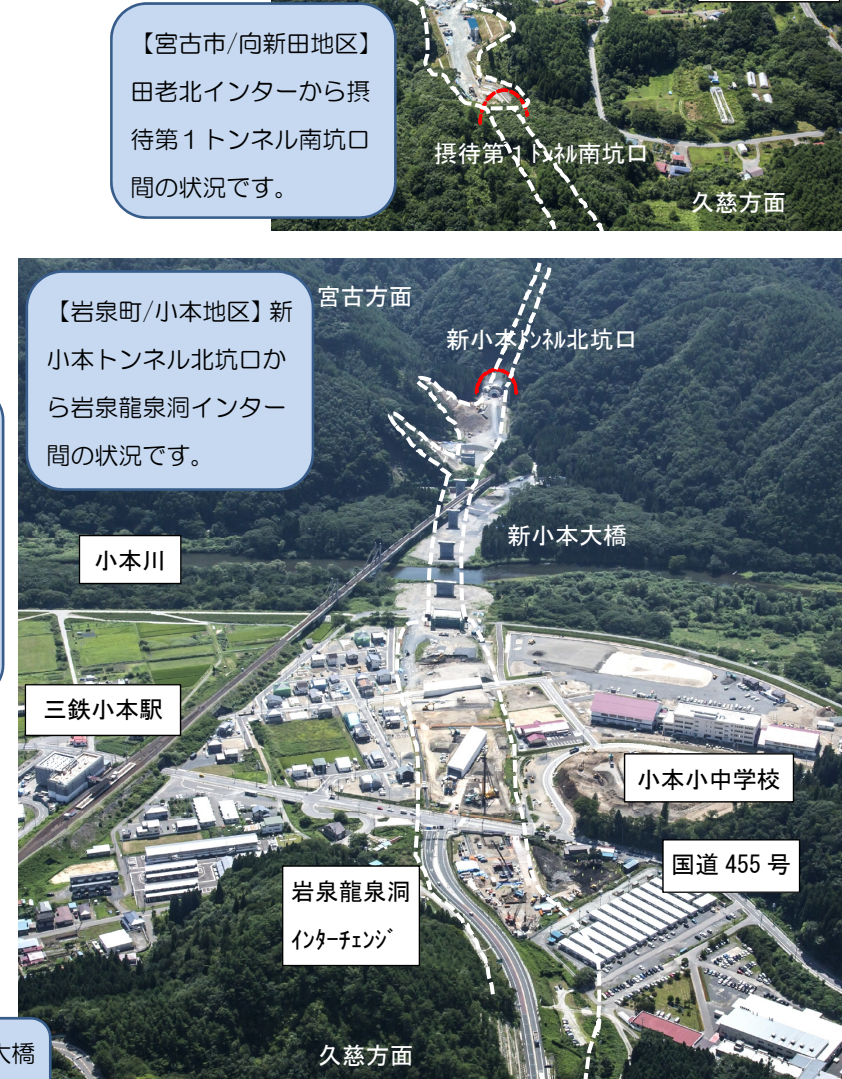 【宮古市/向新田地区】
田老北インターから摂
待第１トンネル南坑口
間の状況です。
摂待第１ﾄﾝﾈﾙ南坑口
久慈方面
【岩泉町/小本地区】新
小本トンネル北坑口か
ら岩泉龍泉洞インター
間の状況です。
宮古方面
新小本ﾄﾝﾈﾙ北坑口
新小本大橋
小本川
三鉄小本駅
小本小中学校
国道 455 号
岩泉龍泉洞
ｲﾝﾀｰﾁｪﾝｼﾞ
久慈方面
大橋